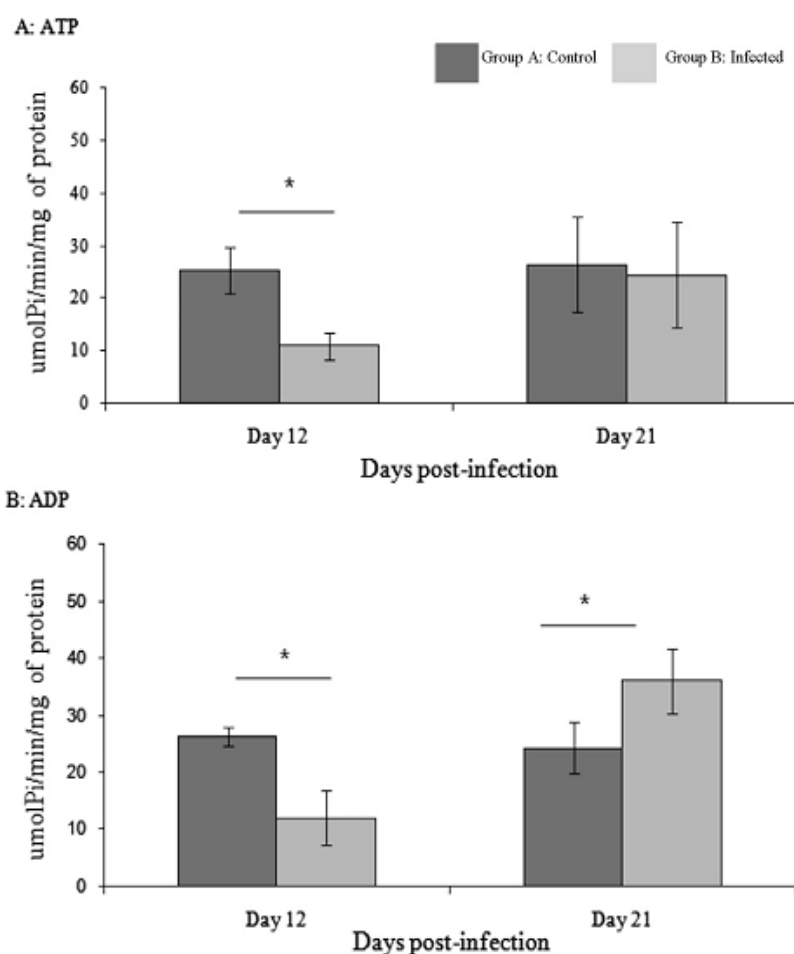 A: ATP
Group A: Control
Group B: Infected
umolPi/min/mg of protein
60
50
40
30
20
10
0
*
Day 12
Day 21
Days post-infection
B: ADP
umolPi/min/mg of protein
60
50
40
30
20
10
0
*
*
Day 12
Day 21
Days post-infection